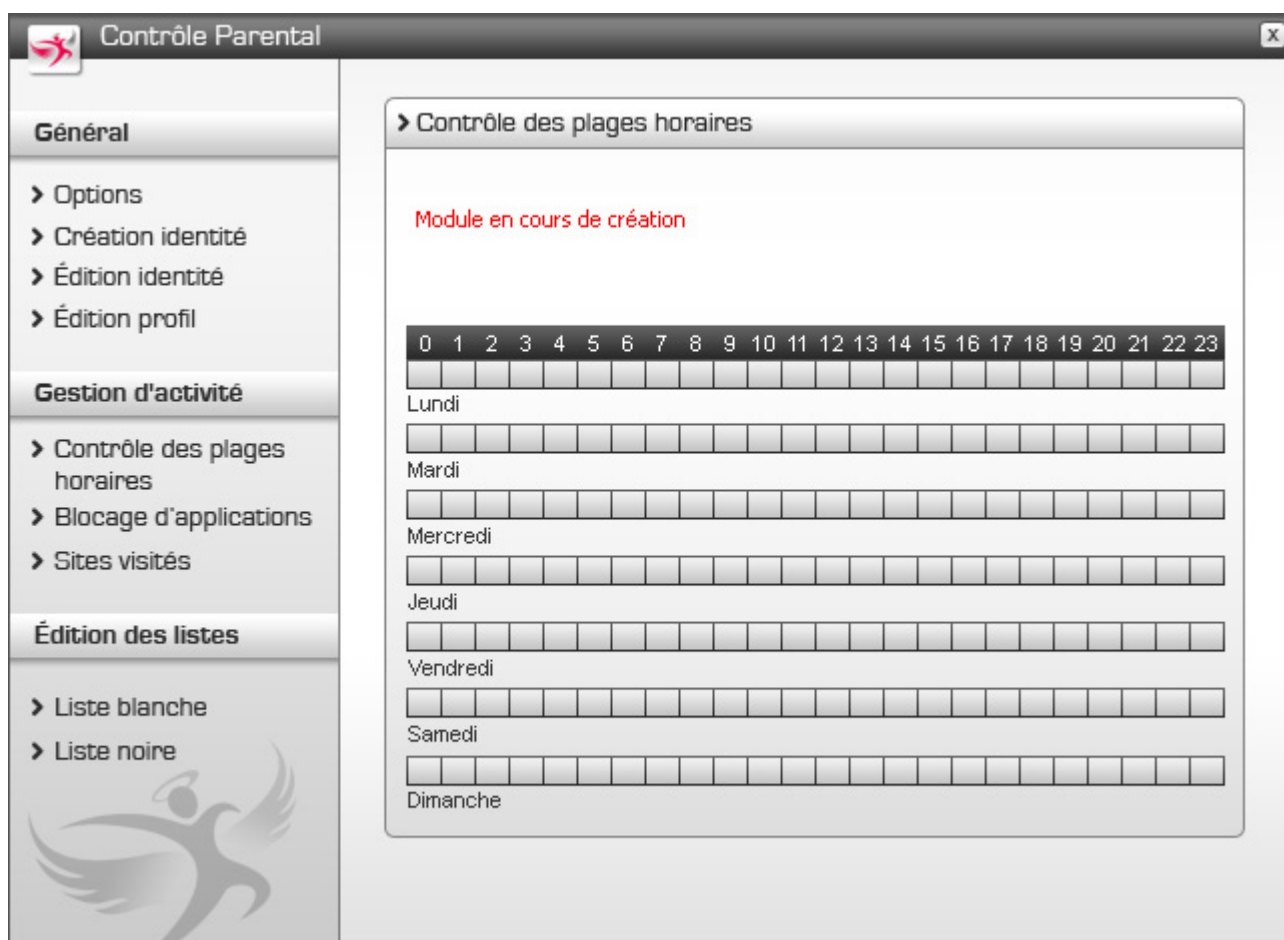 Contrôle Parental
x
Général
Options
Création identité
Édition identité
Édition profil
Gestion d'activité
Contrôle des plages
horaires
Blocage d'applications
Sites visités
Édition des listes
Liste blanche
Liste noire
Contrôle des plages horaires
Module en cours de création
0 1 2 3 4 5 6 7 8 9 10 11 12 13 14 15 16 17 18 19 20 21 22 23
Lundi
Mardi
Mercredi
Jeudi
Vendredi
Samedi
Dimanche